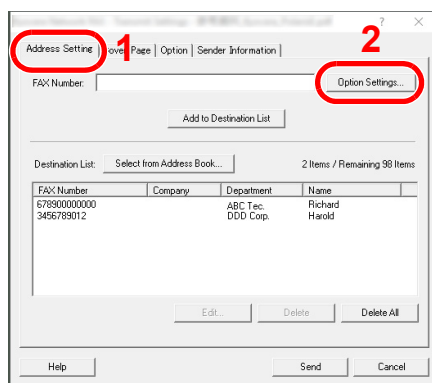 ? ×
Address Setting Cover Page | Option | Sender Information |
1 2
FAX Number: Option Settings...
Add to Destination List
Destination List: Select from Address Book... 2 Items / Remaining 98 Items
FAX Number Company Department Name
678900000000 ABC Tec. Richard
3456789012 DDD Corp. Harold
Edit... Delete Delete All
Help Send Cancel